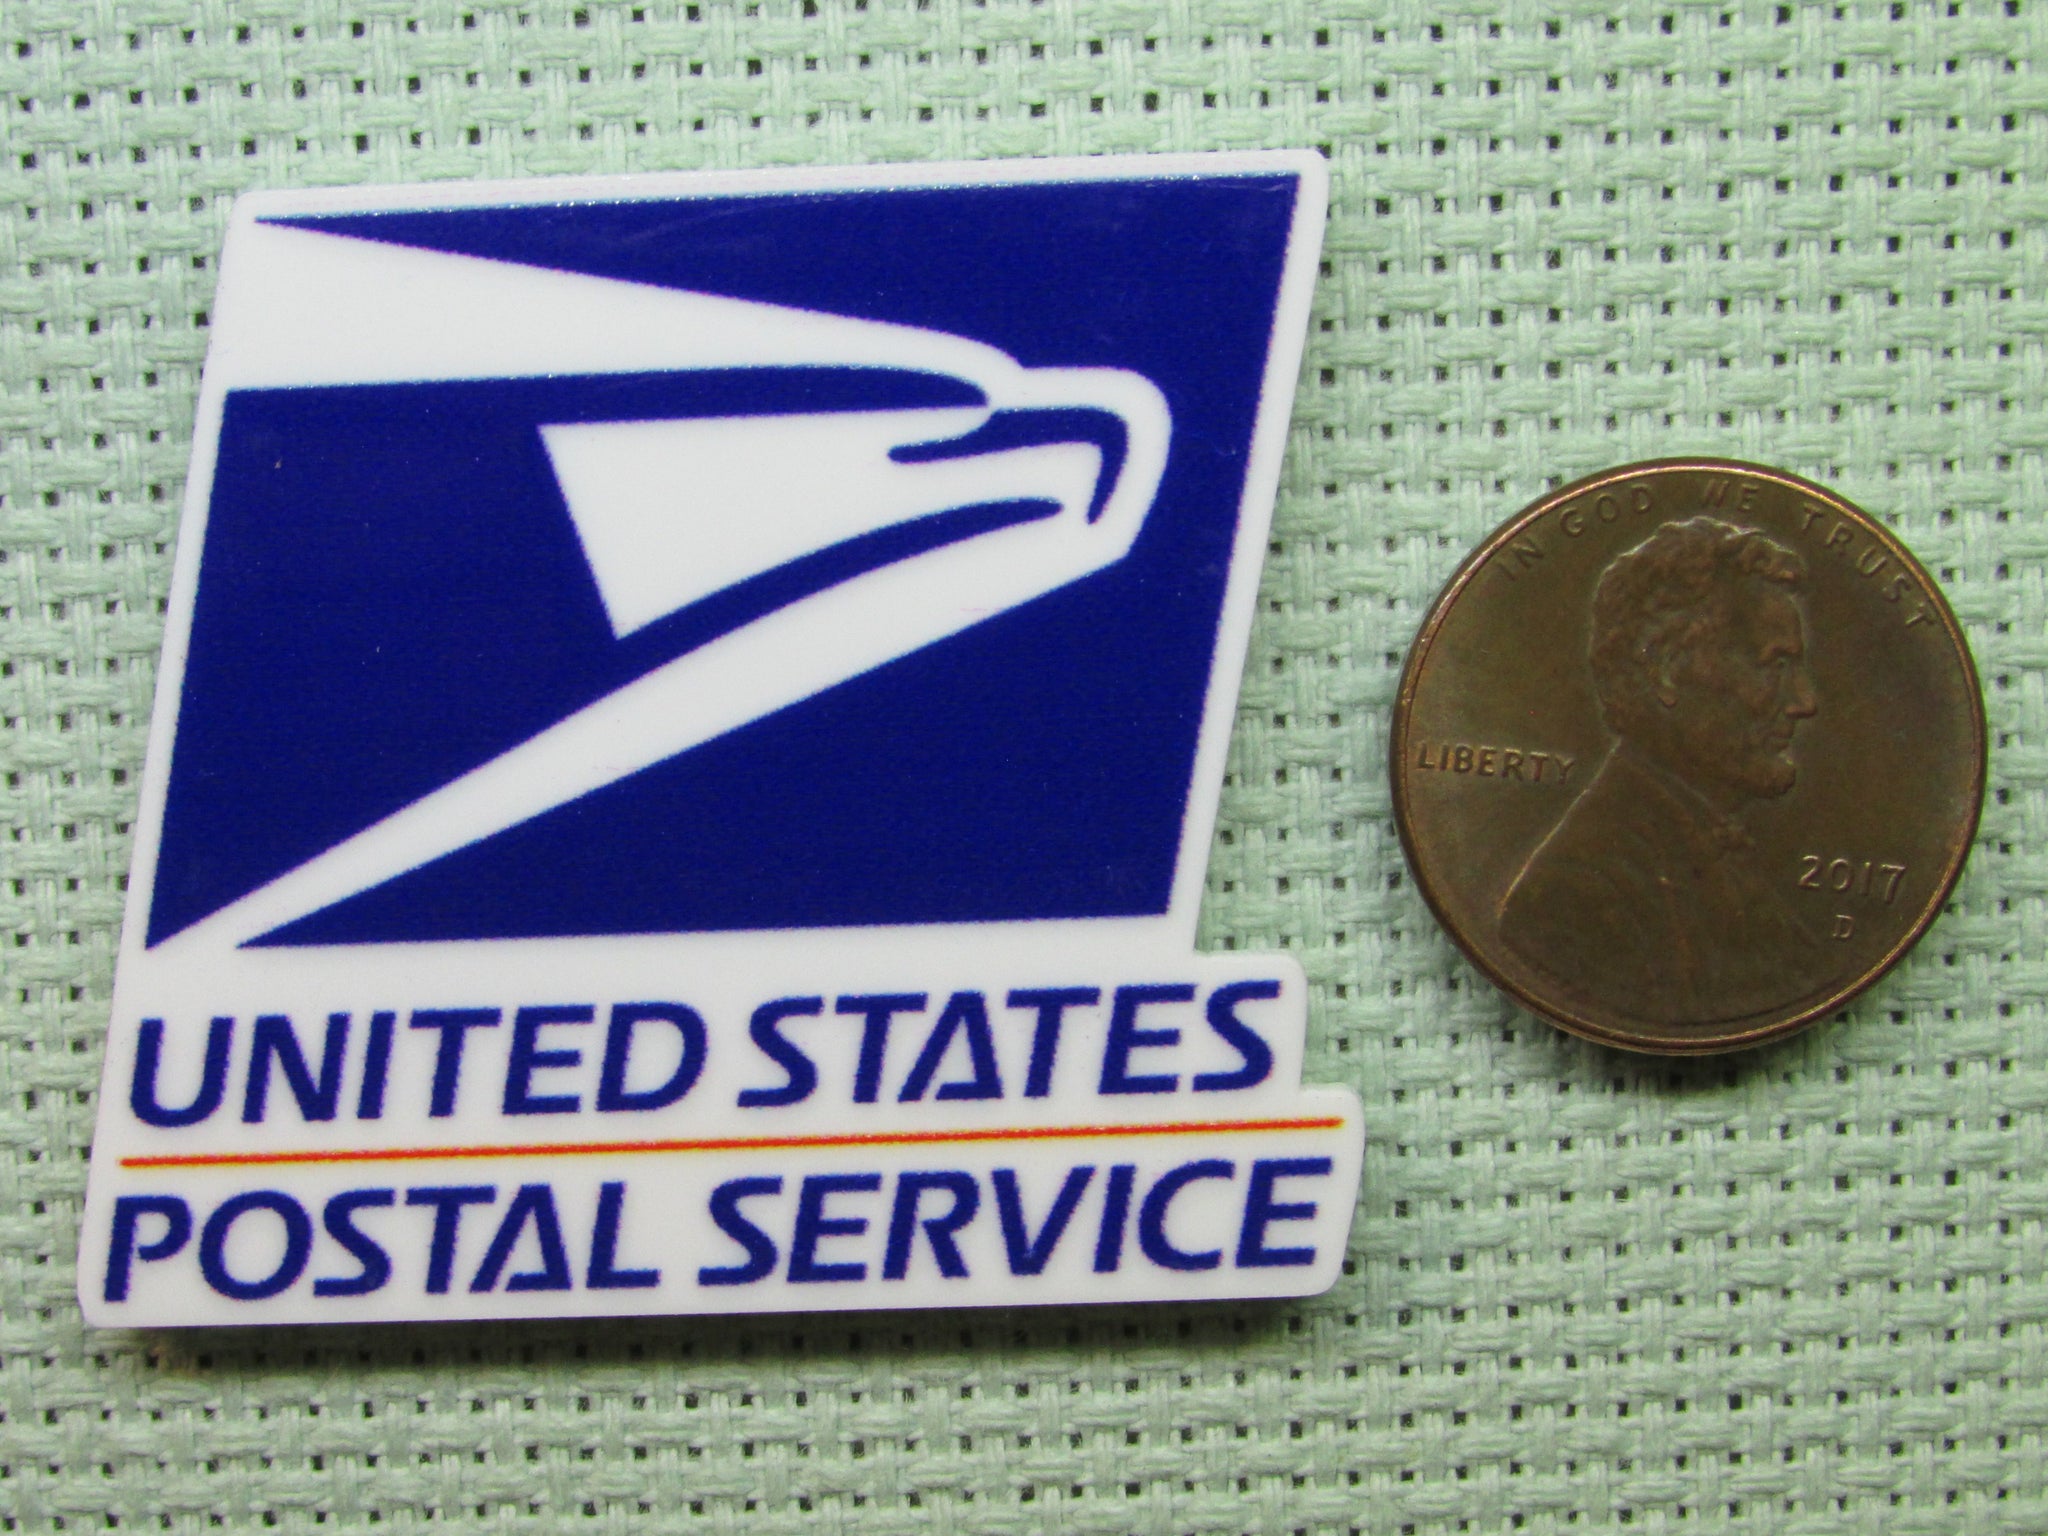 UNITED STATES
POSTAL SERVICE
IN GOD WE TRUST
LIBERTY
2017
D